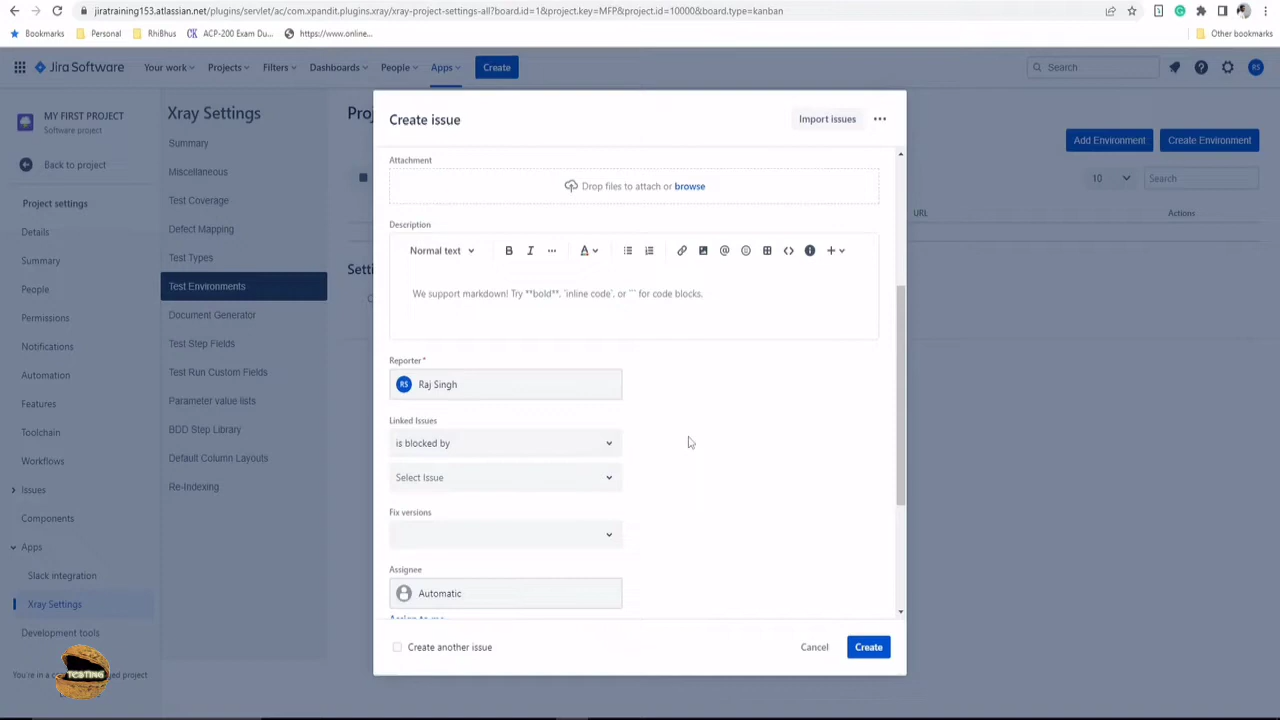 jiratraining153.atlassian.net/plugins/servlet/ac/com.xpandit.plugins.xray/xray-project-settings-all?board.id=1&project.key=MFP&project.id=10000&board.type=kanban
Bookmarks Personal RhiBhus CK ACP-200 Exam Du... https://www.online... Other bookmarks
Jira Software Your work Projects Filters Dashboards People Apps Create Search RS
MY FIRST PROJECT
Software project
Back to project
Project settings
Details
Summary
People
Permissions
Notifications
Automation
Features
Toolchain
Workflows
Issues
Components
Apps
Slack integration
Xray Settings
Development tools
TESTING
Xray Settings
Summary
Miscellaneous
Test Coverage
Defect Mapping
Test Types
Test Environments
Document Generator
Test Step Fields
Test Run Custom Fields
Parameter value lists
BDD Step Library
Default Column Layouts
Re-Indexing
Add Environment Create Environment
10 Search
URL Actions
Create issue Import issues
Attachment
Drop files to attach or browse
Description
Normal text B I A
We support markdown! Try **bold**, `inline code`, or ``` for code blocks.
Reporter*
RS Raj Singh
Linked Issues
is blocked by
Select Issue
Fix versions
Assignee
Automatic
Assign to me
Create another issue Cancel Create